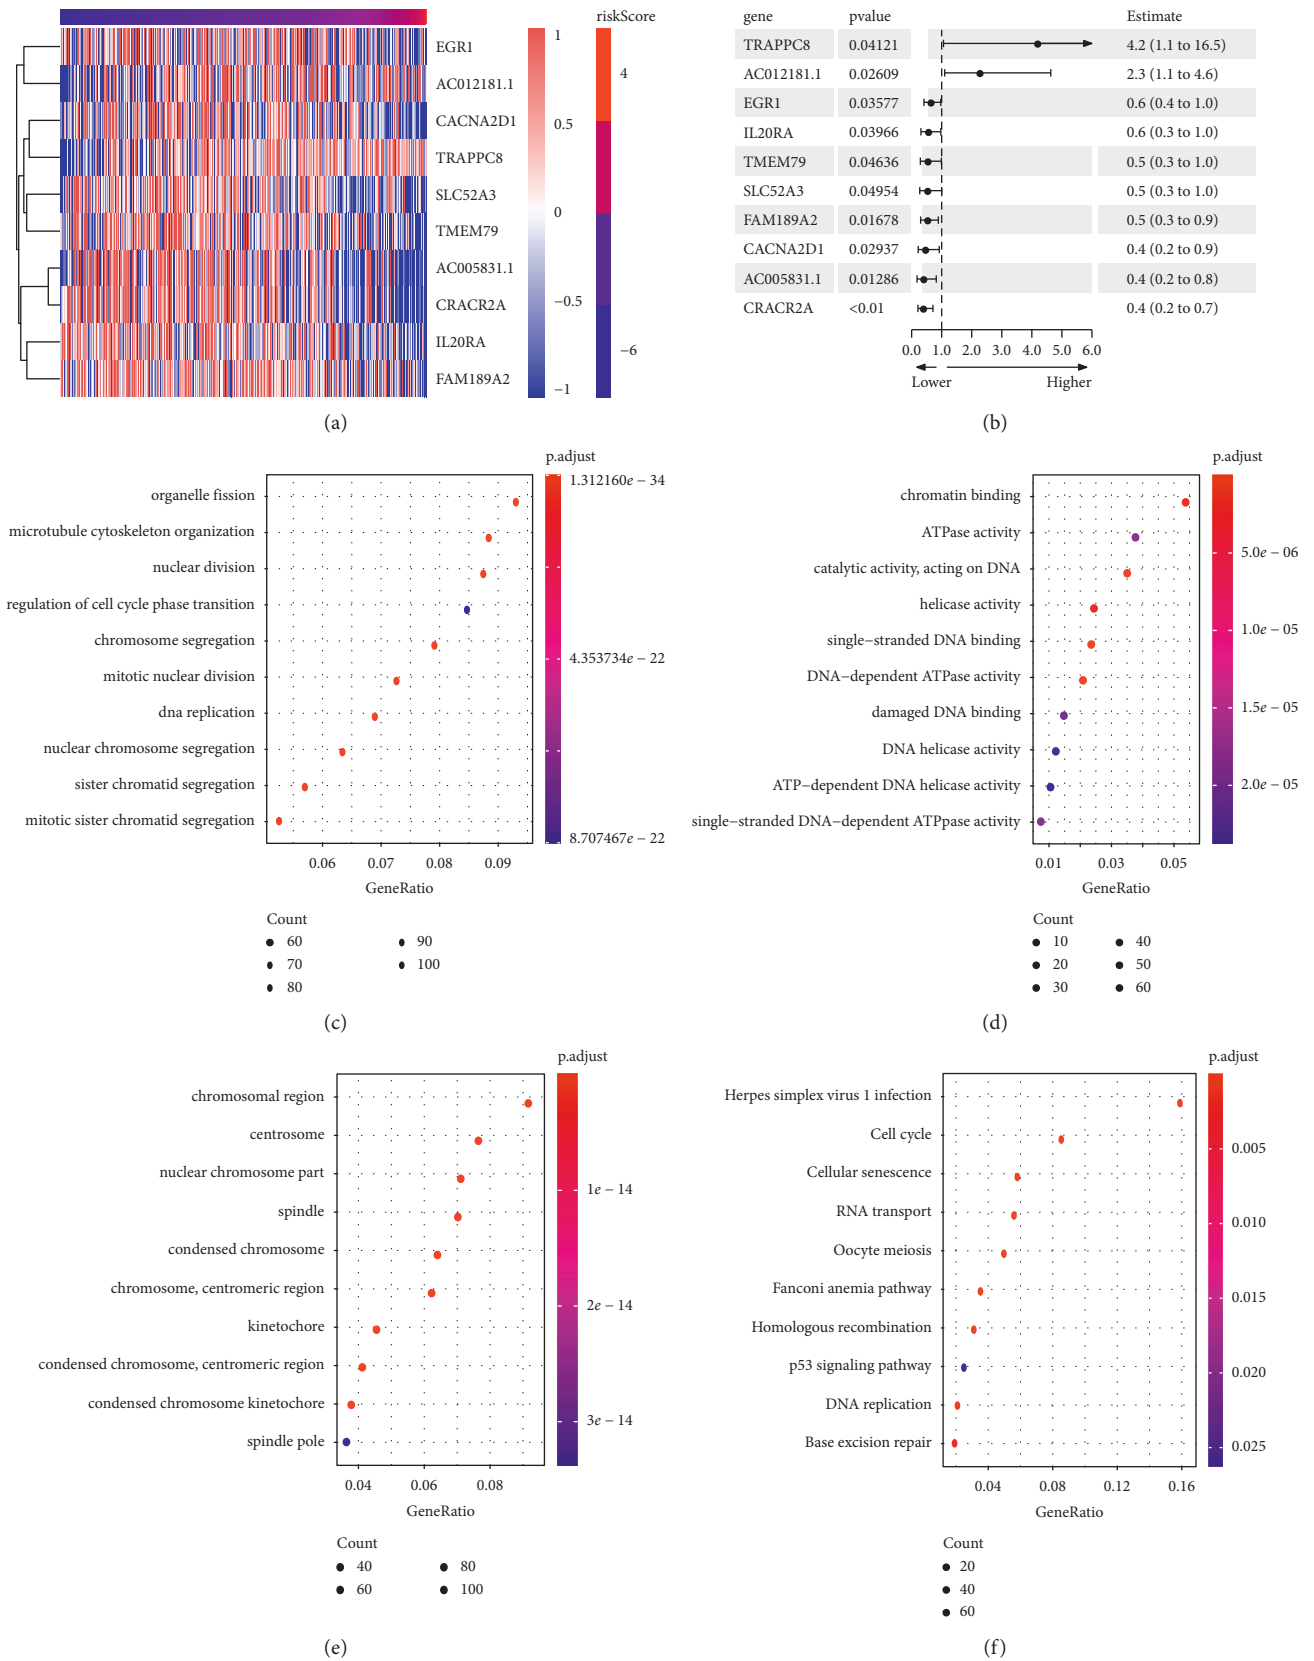 riskScore
EGR1
AC012181.1
CACNA2D1
TRAPPC8
SLC52A3
TMEM79
AC005831.1
CRACR2A
IL20RA
FAM189A2
1
0.5
0
−0.5
−1
4
−6
(a)
gene pvalue Estimate
TRAPPC8 0.04121 4.2 (1.1 to 16.5)
AC012181.1 0.02609 2.3 (1.1 to 4.6)
EGR1 0.03577 0.6 (0.4 to 1.0)
IL20RA 0.03966 0.6 (0.3 to 1.0)
TMEM79 0.04636 0.5 (0.3 to 1.0)
SLC52A3 0.04954 0.5 (0.3 to 1.0)
FAM189A2 0.01678 0.5 (0.3 to 0.9)
CACNA2D1 0.02937 0.4 (0.2 to 0.9)
AC005831.1 0.01286 0.4 (0.2 to 0.8)
CRACR2A <0.01 0.4 (0.2 to 0.7)
0.0 1.0 2.0 3.0 4.0 5.0 6.0
Lower Higher
(b)
organelle fission
microtubule cytoskeleton organization
nuclear division
regulation of cell cycle phase transition
chromosome segregation
mitotic nuclear division
dna replication
nuclear chromosome segregation
sister chromatid segregation
mitotic sister chromatid segregation
0.06 0.07 0.08 0.09
GeneRatio
p.adjust
1.312160e − 34
4.353734e − 22
8.707467e − 22
Count
60 90
70 100
80
(c)
chromatin binding
ATPase activity
catalytic activity, acting on DNA
helicase activity
single−stranded DNA binding
DNA−dependent ATPase activity
damaged DNA binding
DNA helicase activity
ATP−dependent DNA helicase activity
single−stranded DNA−dependent ATPpase activity
0.01 0.03 0.05
GeneRatio
p.adjust
5.0e − 06
1.0e − 05
1.5e − 05
2.0e − 05
Count
10 40
20 50
30 60
(d)
chromosomal region
centrosome
nuclear chromosome part
spindle
condensed chromosome
chromosome, centromeric region
kinetochore
condensed chromosome, centromeric region
condensed chromosome kinetochore
spindle pole
0.04 0.06 0.08
GeneRatio
p.adjust
1e − 14
2e − 14
3e − 14
Count
40 80
60 100
(e)
Herpes simplex virus 1 infection
Cell cycle
Cellular senescence
RNA transport
Oocyte meiosis
Fanconi anemia pathway
Homologous recombination
p53 signaling pathway
DNA replication
Base excision repair
0.04 0.08 0.12 0.16
GeneRatio
p.adjust
0.005
0.010
0.015
0.020
0.025
Count
20
40
60
(f)